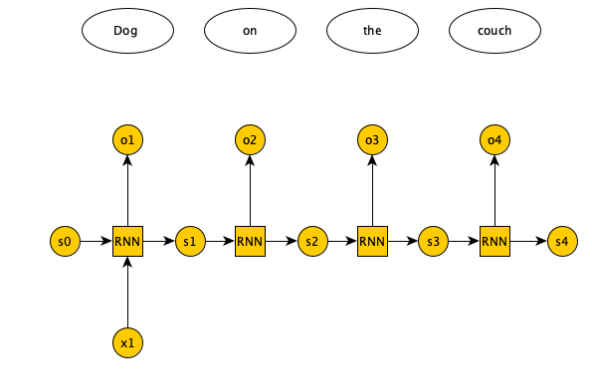 Dog on the couch
o1 o2 o3 o4
s0 RNN s1 RNN s2 RNN s3 RNN s4
x1